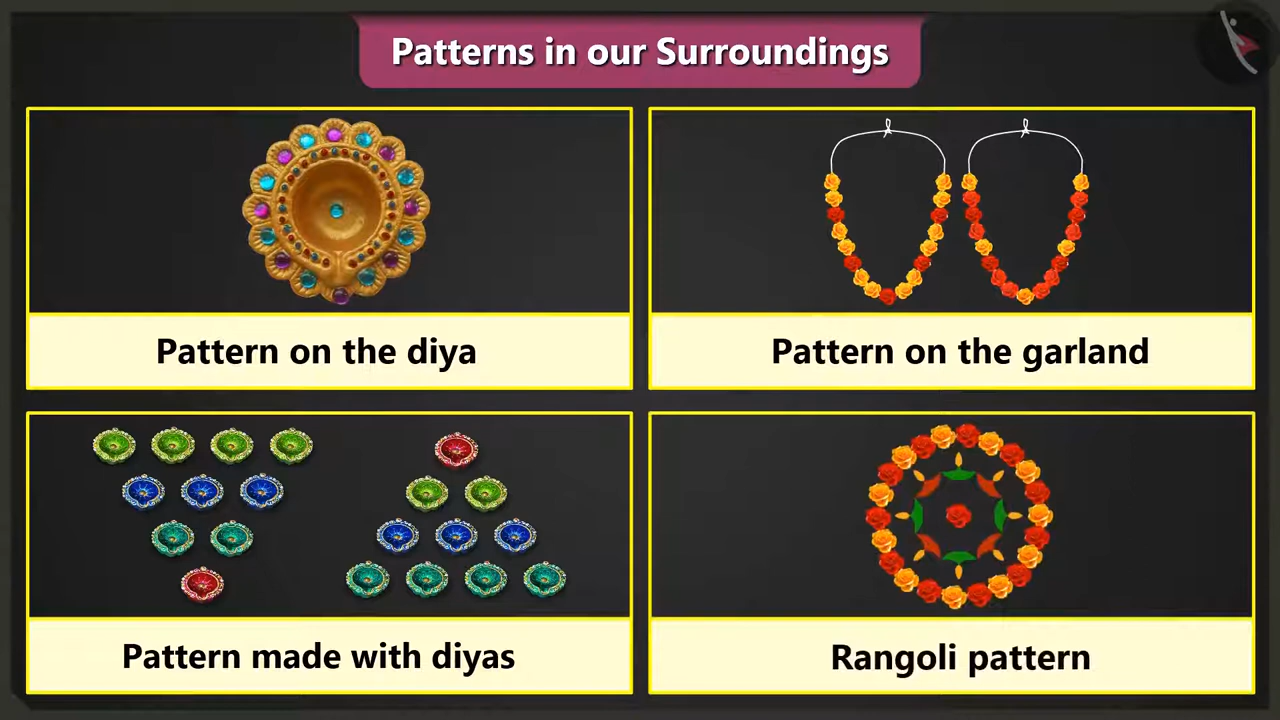 Patterns in our Surroundings
Pattern on the diya
Pattern on the garland
Pattern made with diyas
Rangoli pattern